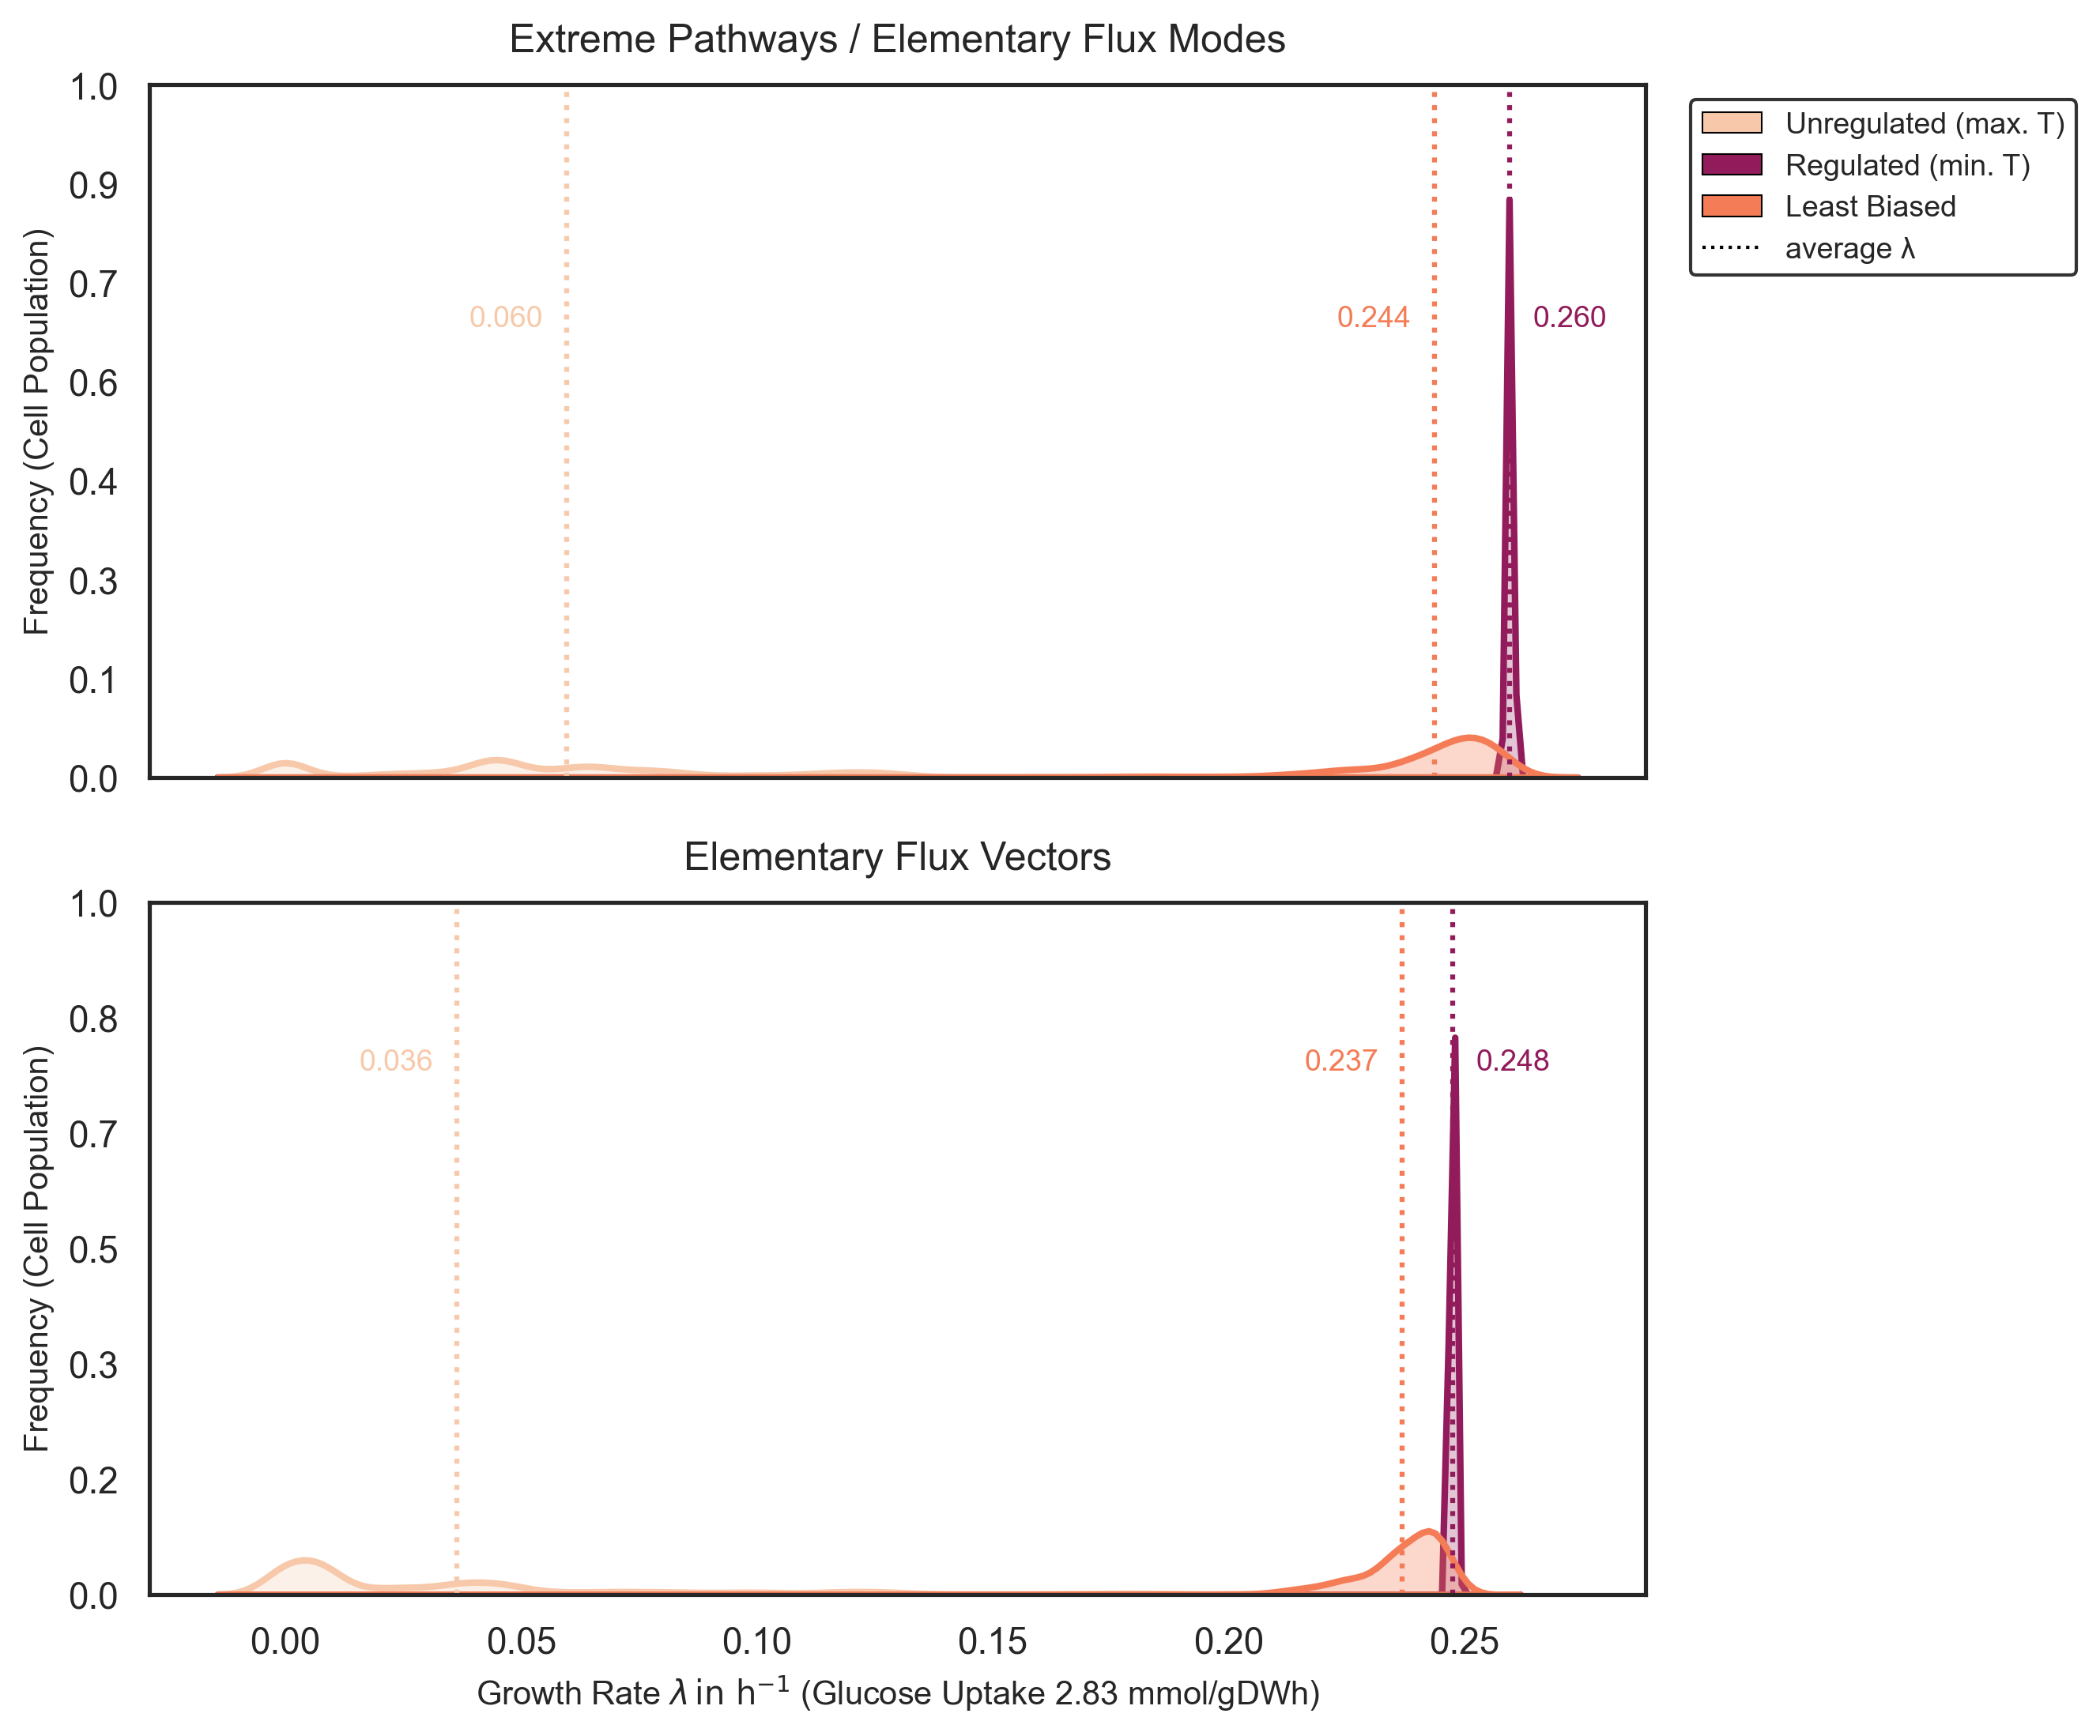 Extreme Pathways / Elementary Flux Modes
1.0
0.9
0.7
0.6
0.4
0.3
0.1
0.0
Frequency (Cell Population)
0.060
0.244
0.260
Unregulated (max. T)
Regulated (min. T)
Least Biased
average λ
Elementary Flux Vectors
1.0
0.8
0.7
0.5
0.3
0.2
0.0
Frequency (Cell Population)
0.036
0.237
0.248
0.00 0.05 0.10 0.15 0.20 0.25
Growth Rate λ in h⁻¹ (Glucose Uptake 2.83 mmol/gDWh)